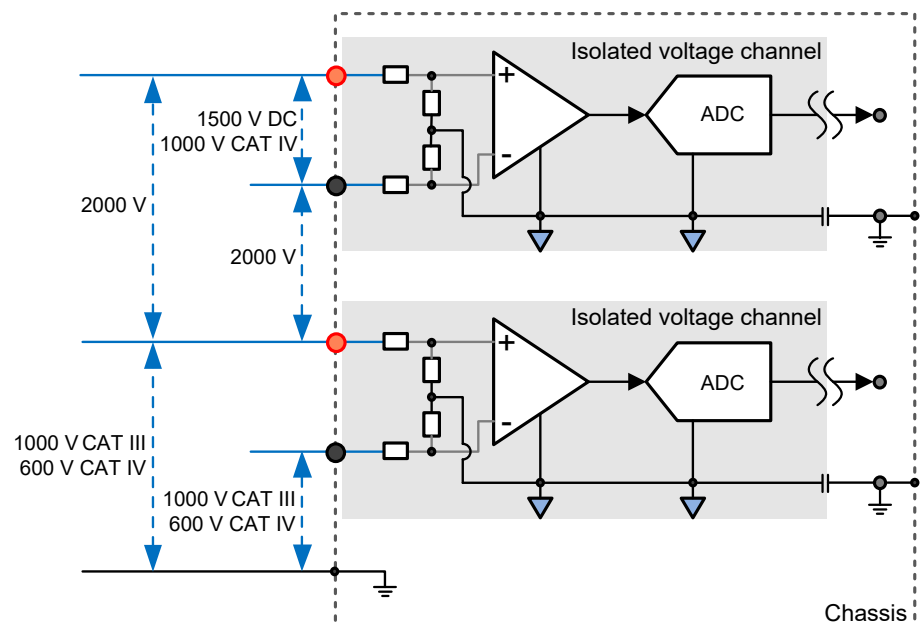 Isolated voltage channel
+
-
ADC
1500 V DC
1000 V CAT IV
2000 V
2000 V
Isolated voltage channel
+
-
ADC
1000 V CAT III
600 V CAT IV
1000 V CAT III
600 V CAT IV
Chassis